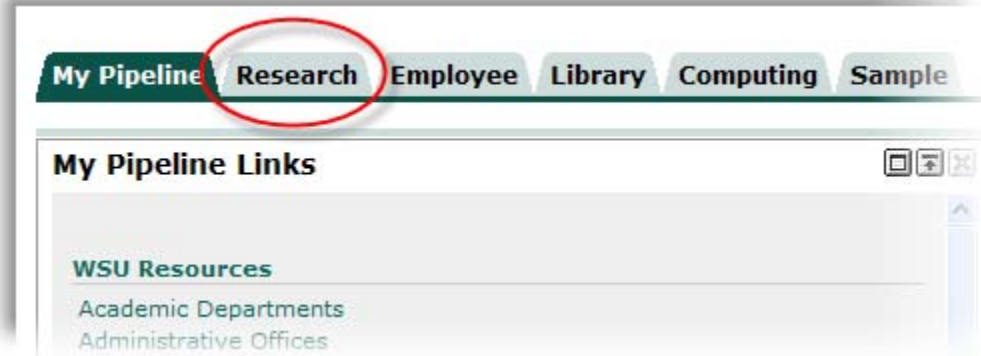 My Pipeline Research Employee Library Computing Sample
My Pipeline Links
WSU Resources
Academic Departments
Administrative Offices